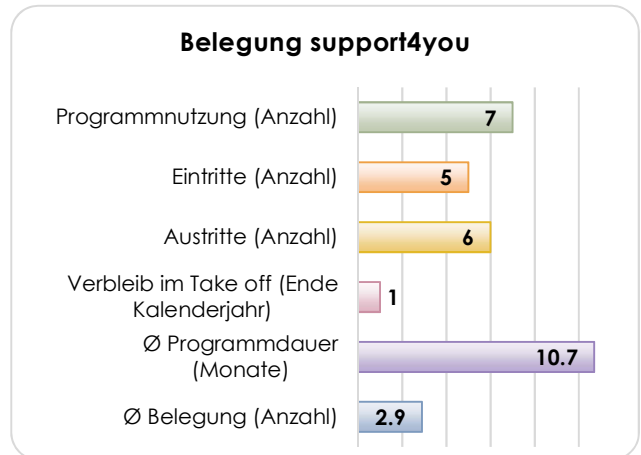 Belegung support4you
Programmnutzung (Anzahl)
7
Eintritte (Anzahl)
5
Austritte (Anzahl)
6
Verbleib im Take off (Ende
Kalenderjahr)
1
Ø Programmdauer
(Monate)
10.7
Ø Belegung (Anzahl)
2.9